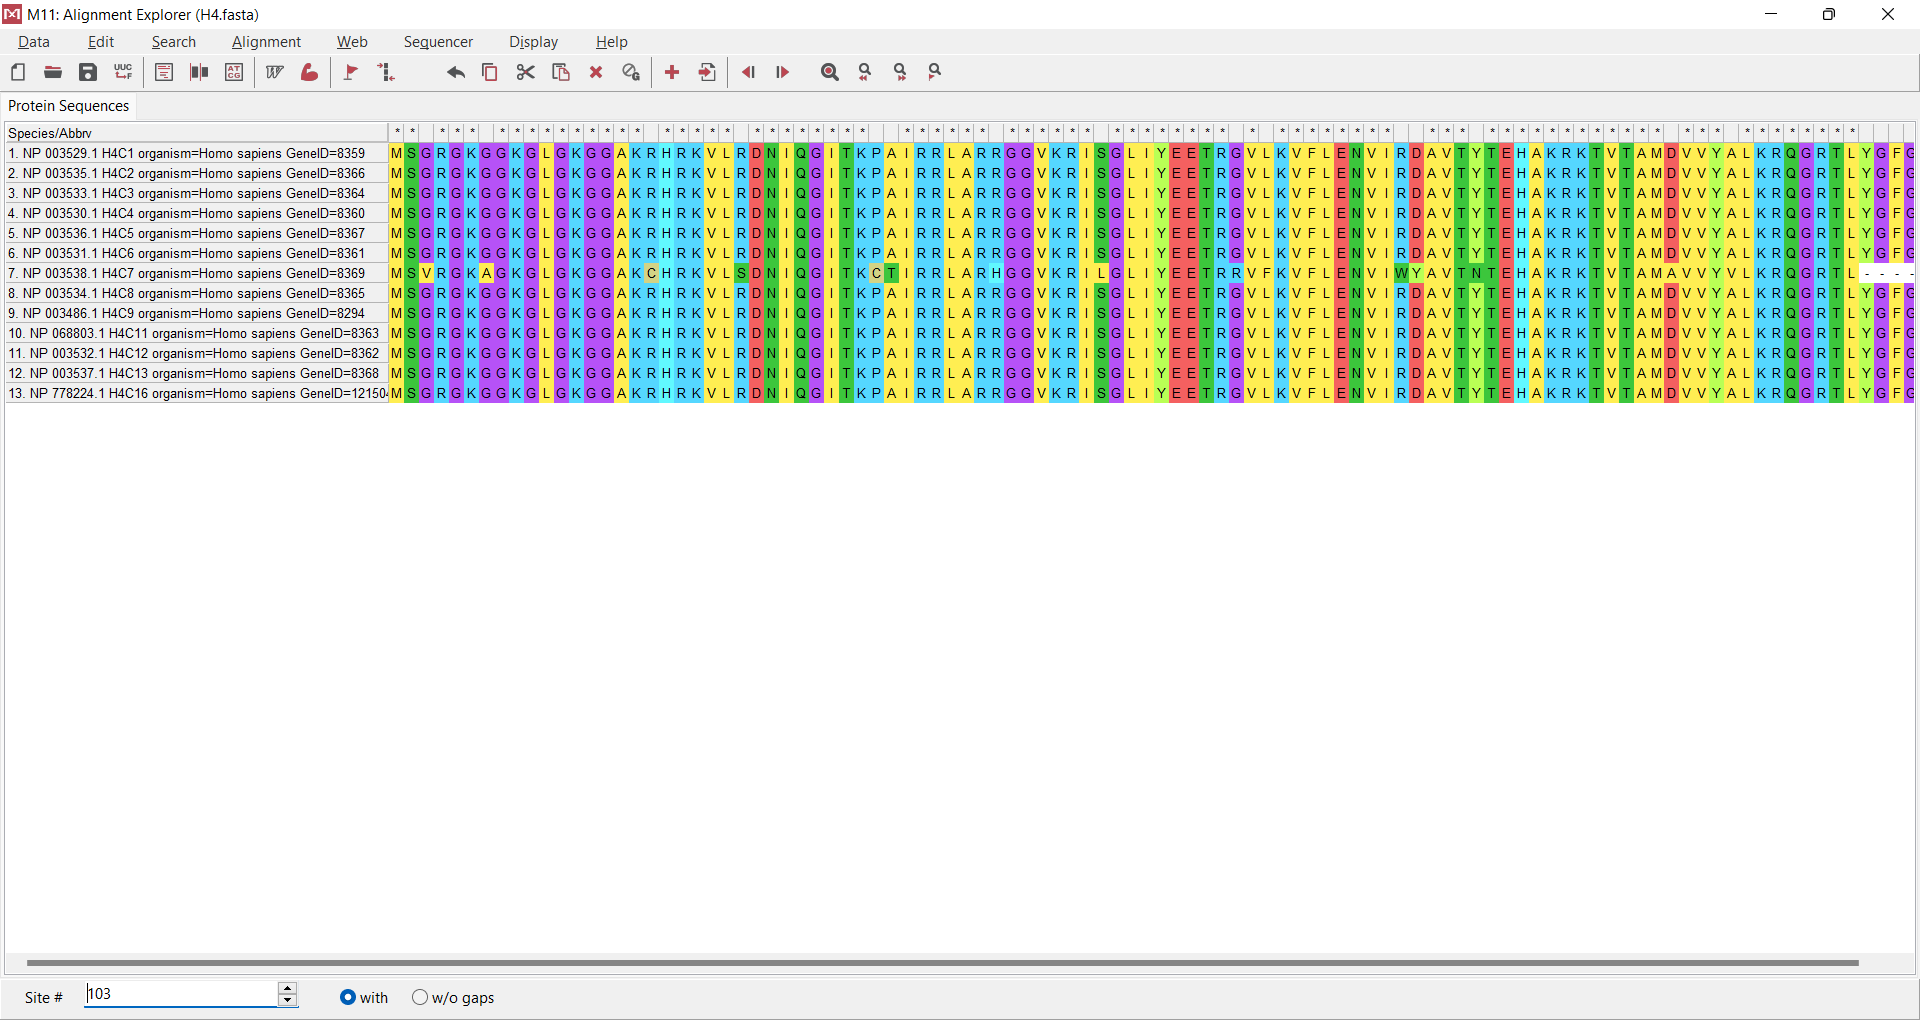 M11: Alignment Explorer (H4.fasta)
Data Edit Search Alignment Web Sequencer Display Help
UUC F AT CG W
Protein Sequences
Species/Abbrv ** *** ********** ***** ******** ****** ****** ******** * ******** *** ************ *** ********
1. NP 003529.1 H4C1 organism=Homo sapiens GeneID=8359 MSGRGKGGKGLGKGGAKRHRKVLRDNIQGITKPAIRRLARRGGVKRISGLIYEETRGVLKVFLENVIRDAVTYTEHAKRKTVTAMDVVYALKRQGRTLYGFG
2. NP 003535.1 H4C2 organism=Homo sapiens GeneID=8366 MSGRGKGGKGLGKGGAKRHRKVLRDNIQGITKPAIRRLARRGGVKRISGLIYEETRGVLKVFLENVIRDAVTYTEHAKRKTVTAMDVVYALKRQGRTLYGFG
3. NP 003533.1 H4C3 organism=Homo sapiens GeneID=8364 MSGRGKGGKGLGKGGAKRHRKVLRDNIQGITKPAIRRLARRGGVKRISGLIYEETRGVLKVFLENVIRDAVTYTEHAKRKTVTAMDVVYALKRQGRTLYGFG
4. NP 003530.1 H4C4 organism=Homo sapiens GeneID=8360 MSGRGKGGKGLGKGGAKRHRKVLRDNIQGITKPAIRRLARRGGVKRISGLIYEETRGVLKVFLENVIRDAVTYTEHAKRKTVTAMDVVYALKRQGRTLYGFG
5. NP 003536.1 H4C5 organism=Homo sapiens GeneID=8367 MSGRGKGGKGLGKGGAKRHRKVLRDNIQGITKPAIRRLARRGGVKRISGLIYEETRGVLKVFLENVIRDAVTYTEHAKRKTVTAMDVVYALKRQGRTLYGFG
6. NP 003531.1 H4C6 organism=Homo sapiens GeneID=8361 MSGRGKGGKGLGKGGAKRHRKVLRDNIQGITKPAIRRLARRGGVKRISGLIYEETRGVLKVFLENVIRDAVTYTEHAKRKTVTAMDVVYALKRQGRTLYGFG
7. NP 003538.1 H4C7 organism=Homo sapiens GeneID=8369 MSVRGKAGKGLGKGGAKCHRKVLSDNIQGITKCTIRRLARHGGVKRILGLIYEETRRVFKVFLENVIWYAVTNTEHAKRKTVTAMAVVYVLKRQGRTL----
8. NP 003534.1 H4C8 organism=Homo sapiens GeneID=8365 MSGRGKGGKGLGKGGAKRHRKVLRDNIQGITKPAIRRLARRGGVKRISGLIYEETRGVLKVFLENVIRDAVTYTEHAKRKTVTAMDVVYALKRQGRTLYGFG
9. NP 003486.1 H4C9 organism=Homo sapiens GeneID=8294 MSGRGKGGKGLGKGGAKRHRKVLRDNIQGITKPAIRRLARRGGVKRISGLIYEETRGVLKVFLENVIRDAVTYTEHAKRKTVTAMDVVYALKRQGRTLYGFG
10. NP 068803.1 H4C11 organism=Homo sapiens GeneID=8363 MSGRGKGGKGLGKGGAKRHRKVLRDNIQGITKPAIRRLARRGGVKRISGLIYEETRGVLKVFLENVIRDAVTYTEHAKRKTVTAMDVVYALKRQGRTLYGFG
11. NP 003532.1 H4C12 organism=Homo sapiens GeneID=8362 MSGRGKGGKGLGKGGAKRHRKVLRDNIQGITKPAIRRLARRGGVKRISGLIYEETRGVLKVFLENVIRDAVTYTEHAKRKTVTAMDVVYALKRQGRTLYGFG
12. NP 003537.1 H4C13 organism=Homo sapiens GeneID=8368 MSGRGKGGKGLGKGGAKRHRKVLRDNIQGITKPAIRRLARRGGVKRISGLIYEETRGVLKVFLENVIRDAVTYTEHAKRKTVTAMDVVYALKRQGRTLYGFG
13. NP 778224.1 H4C16 organism=Homo sapiens GeneID=12150 MSGRGKGGKGLGKGGAKRHRKVLRDNIQGITKPAIRRLARRGGVKRISGLIYEETRGVLKVFLENVIRDAVTYTEHAKRKTVTAMDVVYALKRQGRTLYGFG
Site # 103 with w/o gaps